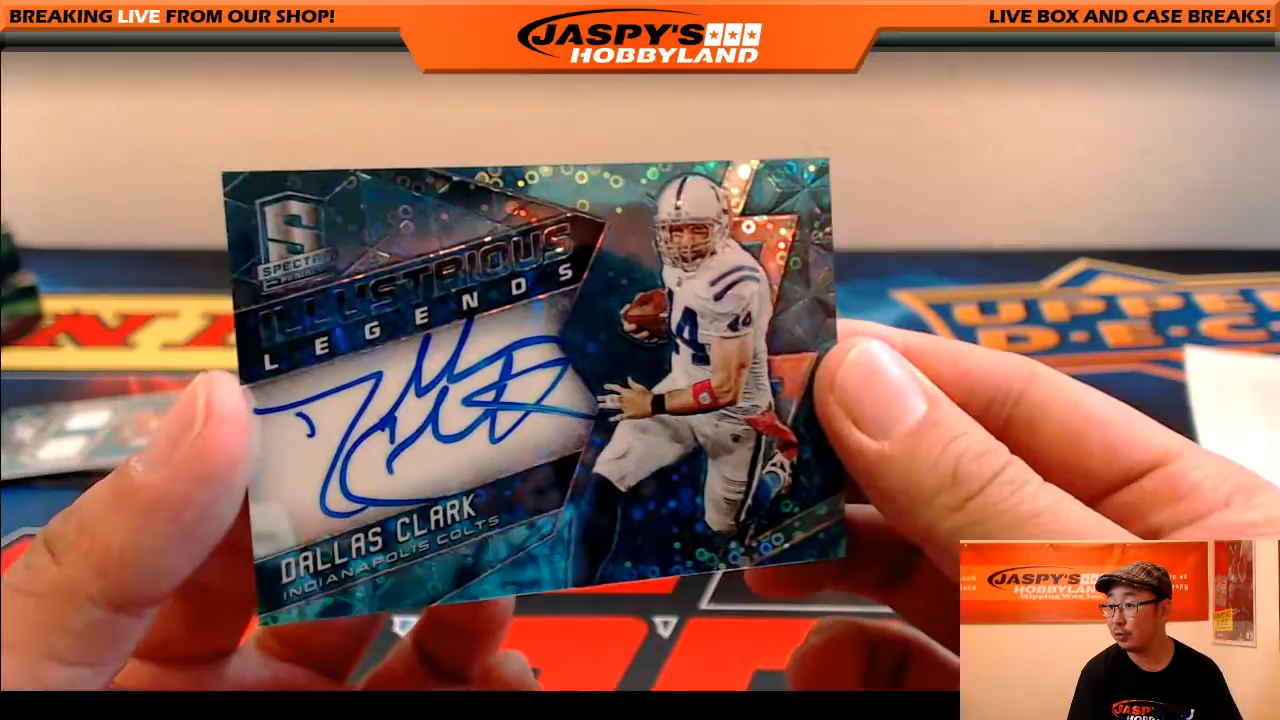 BREAKING LIVE FROM OUR SHOP!
JASPY'S
HOBBYLAND
LIVE BOX AND CASE BREAKS!
S
SPECTRA
ILLUSTRIOUS
LEGENDS
44
DALLAS CLARK
INDIANAPOLIS COLTS
UPPER
D.E.C
JASPY'S
HOBBYLAND
JASPY'S